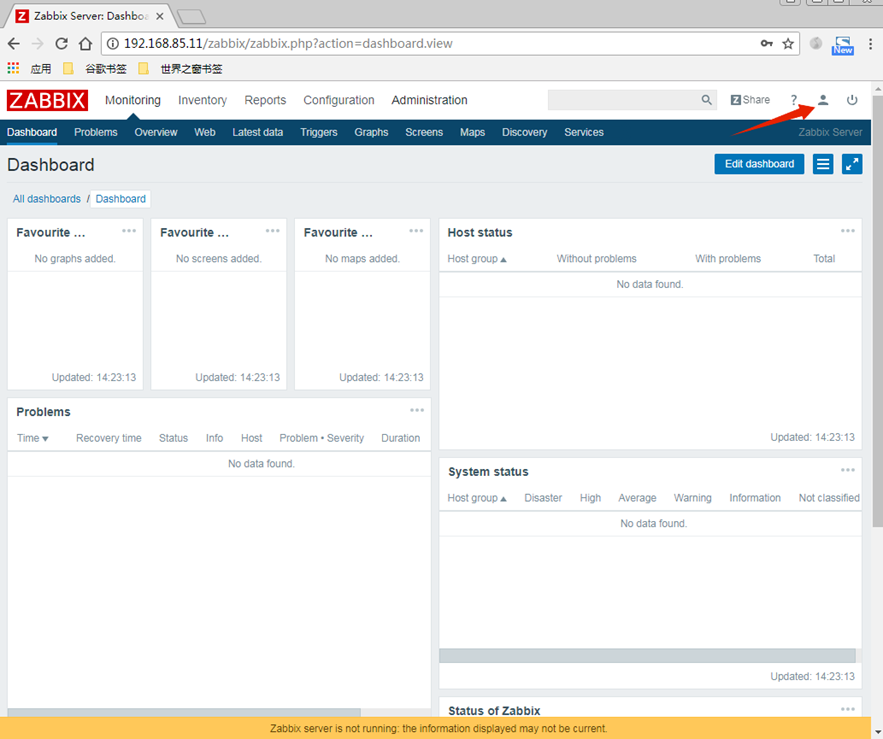 Zabbix Server: Dashboa
192.168.85.11/zabbix/zabbix.php?action=dashboard.view
New
应用 谷歌书签 世界之窗书签
ZABBIX Monitoring Inventory Reports Configuration Administration Z Share ?
Dashboard Problems Overview Web Latest data Triggers Graphs Screens Maps Discovery Services Zabbix Server
Dashboard Edit dashboard
All dashboards / Dashboard
Favourite ... Favourite ... Favourite ... Host status
No graphs added. No screens added. No maps added. Host group ▲ Without problems With problems Total
No data found.
Updated: 14:23:13 Updated: 14:23:13 Updated: 14:23:13
Problems
Time ▼ Recovery time Status Info Host Problem • Severity Duration
Updated: 14:23:13
No data found.
System status
Host group ▲ Disaster High Average Warning Information Not classified
No data found.
Updated: 14:23:13
Status of Zabbix
Zabbix server is not running: the information displayed may not be current.